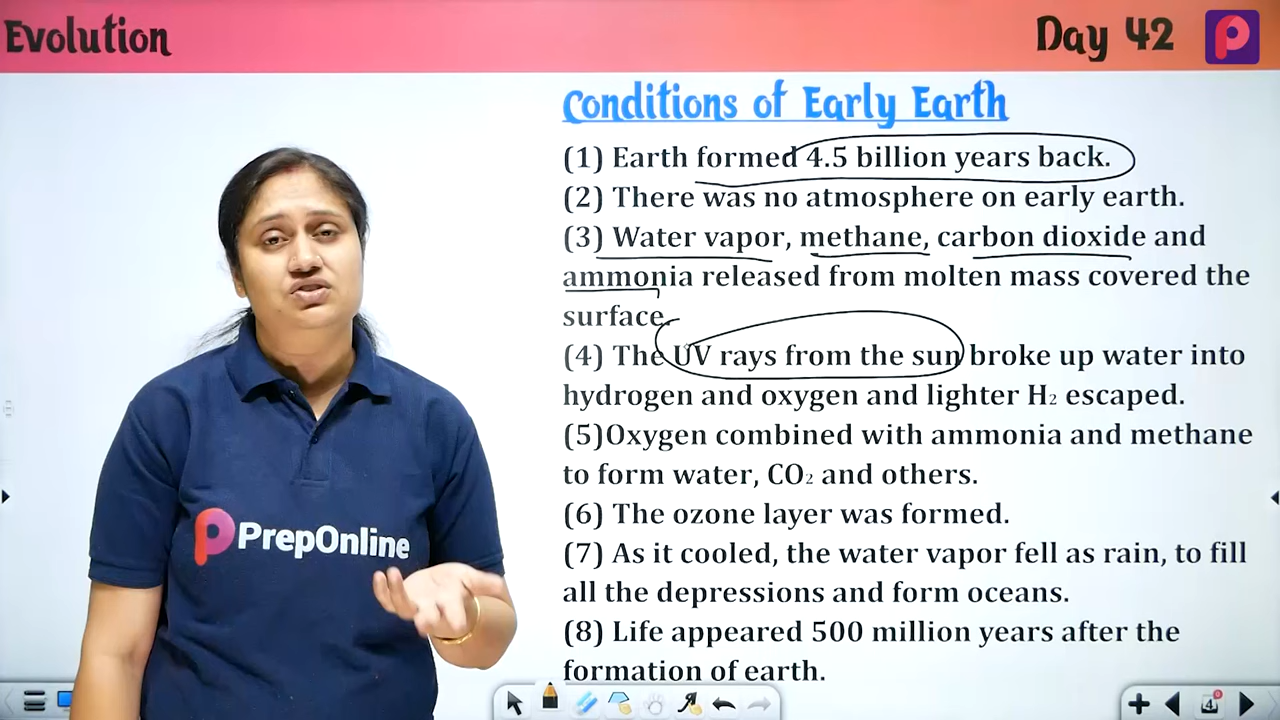 Evolution
Day 42
Conditions of Early Earth
(1) Earth formed 4.5 billion years back.
(2) There was no atmosphere on early earth.
(3) Water vapor, methane, carbon dioxide and
ammonia released from molten mass covered the
surface.
(4) The UV rays from the sun broke up water into
hydrogen and oxygen and lighter H₂ escaped.
(5)Oxygen combined with ammonia and methane
to form water, CO₂ and others.
(6) The ozone layer was formed.
(7) As it cooled, the water vapor fell as rain, to fill
all the depressions and form oceans.
(8) Life appeared 500 million years after the
formation of earth.
PrepOnline
4